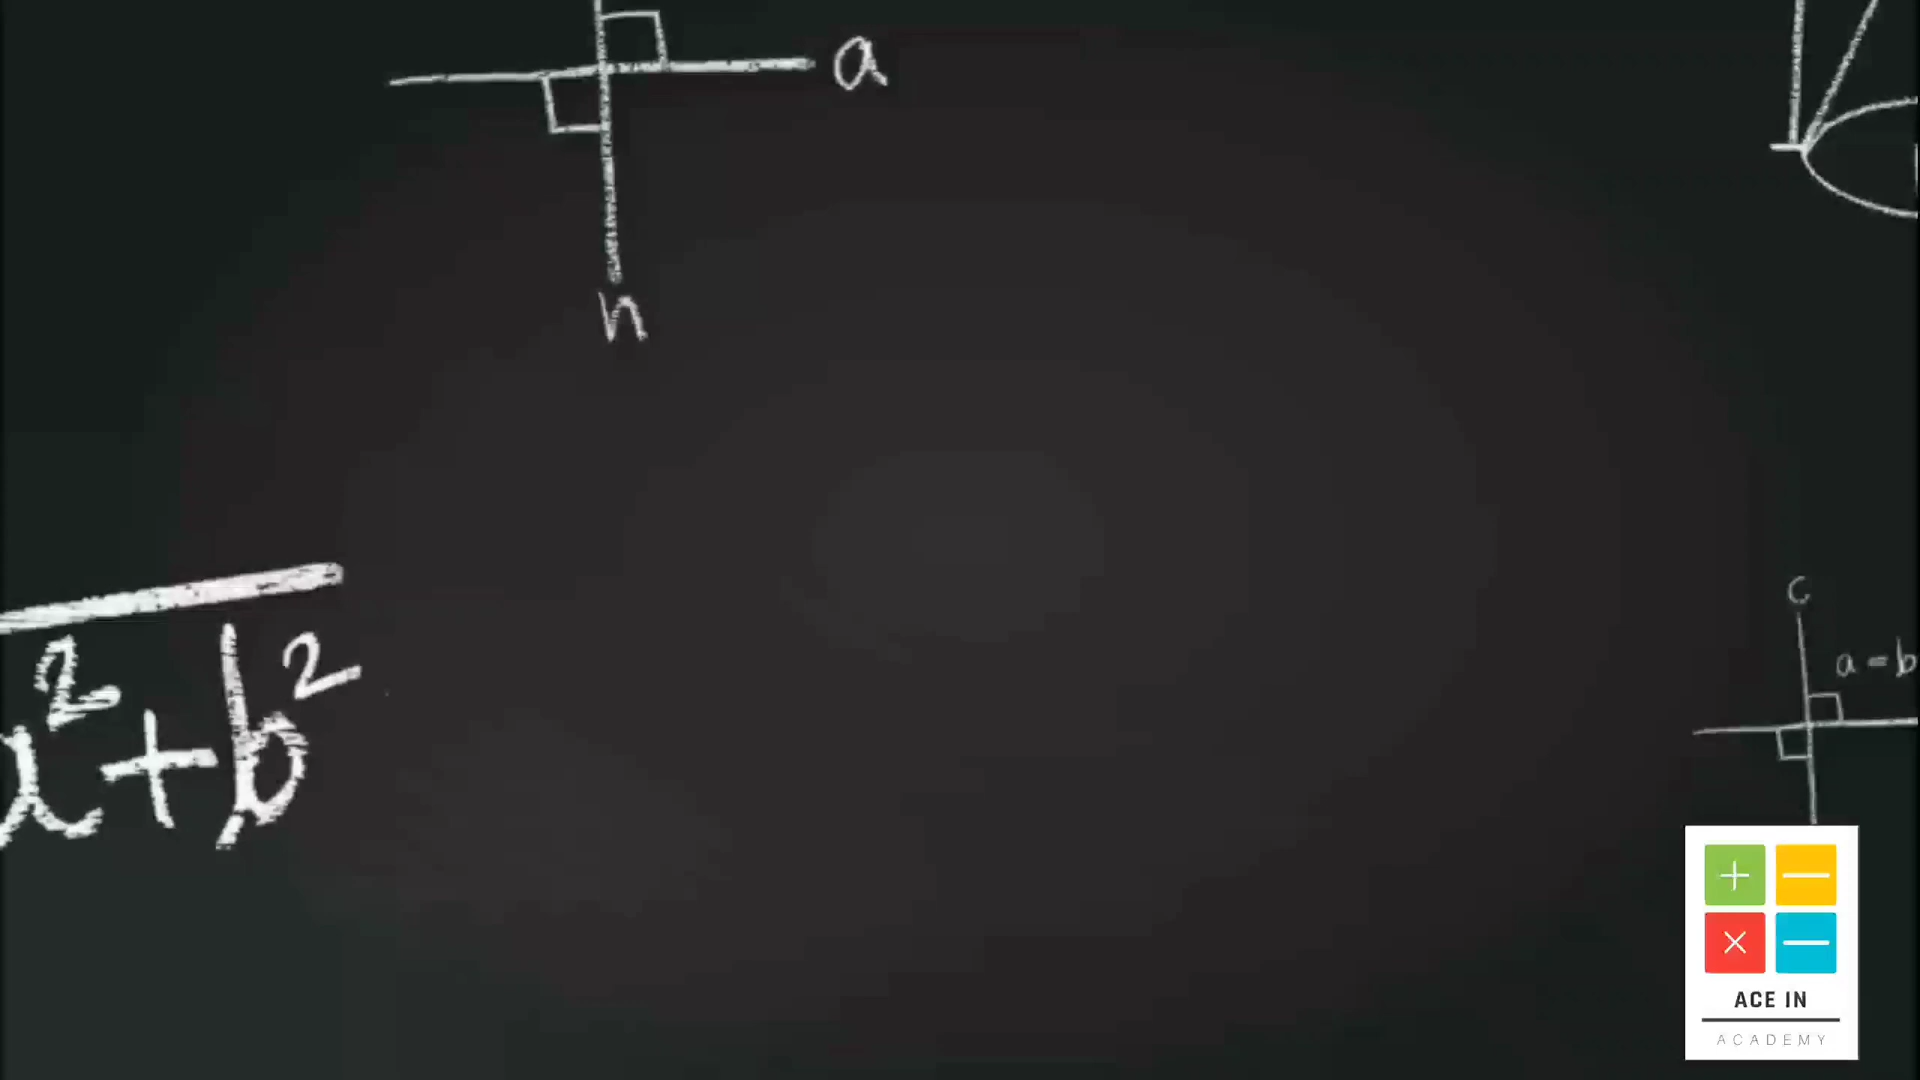 a
n
c
a = b
a²+b²
ACE IN
ACADEMY